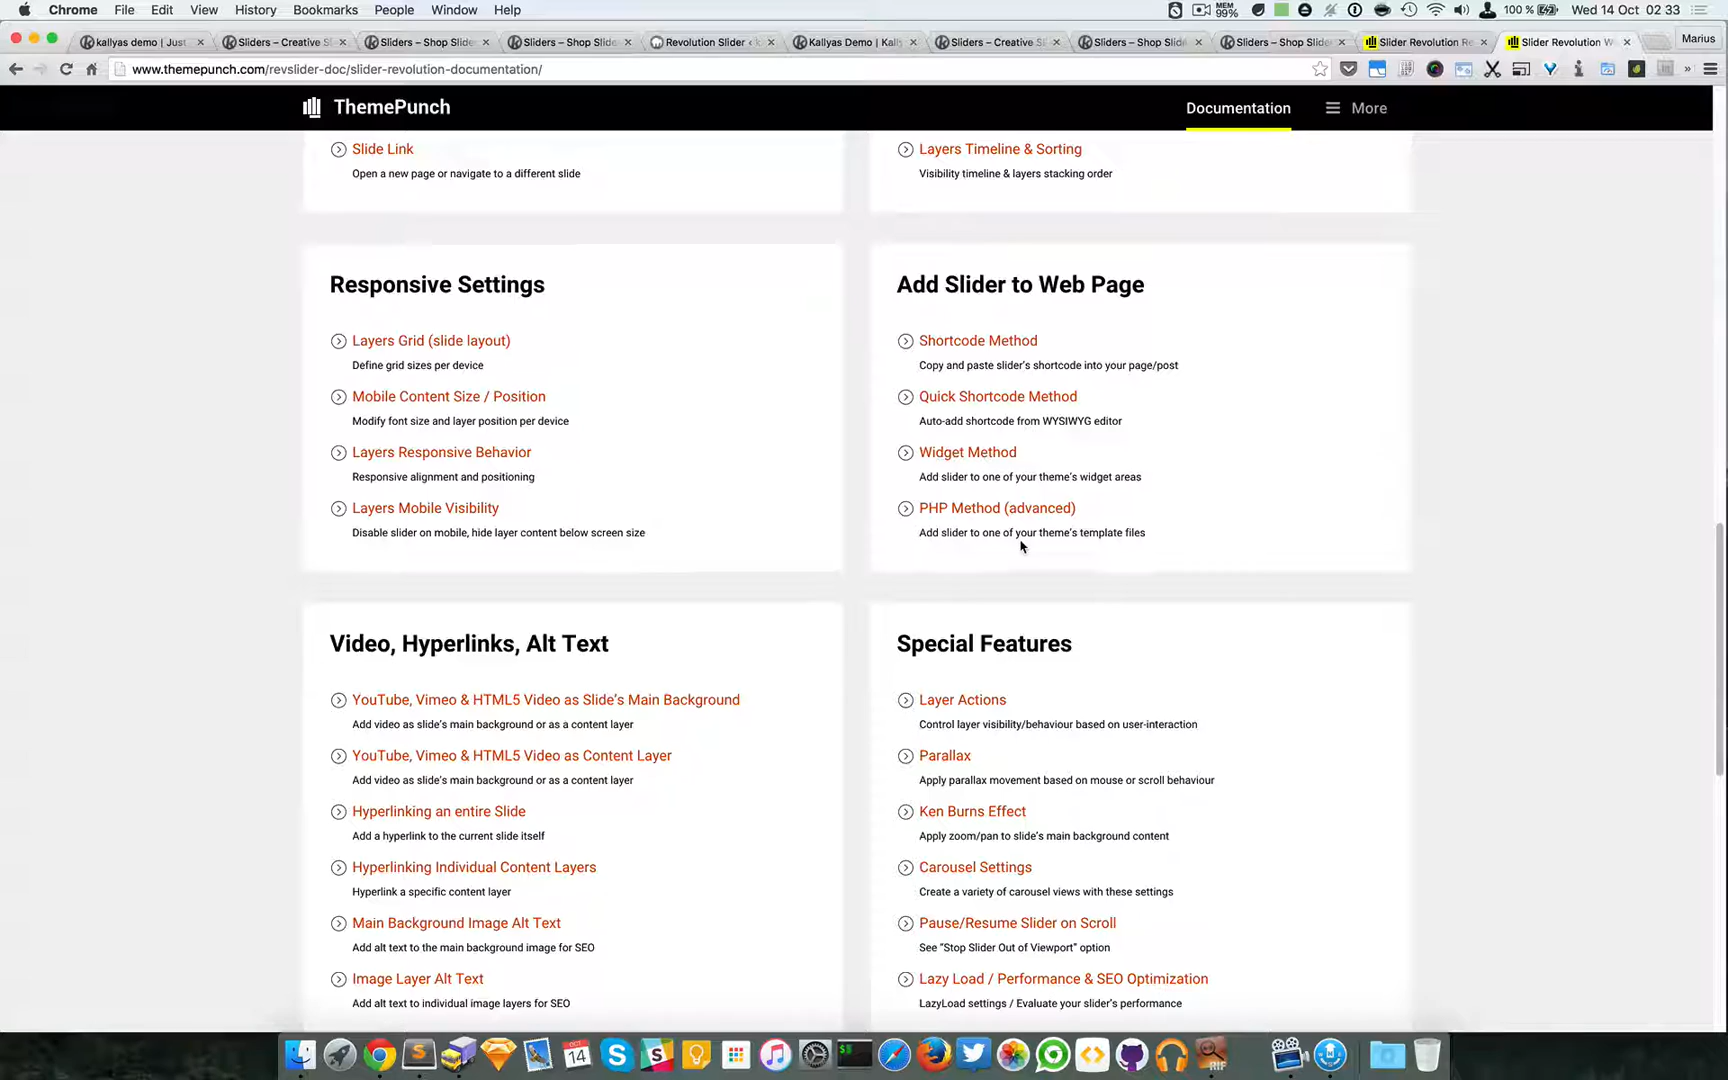 Chrome File Edit View History Bookmarks People Window Help MEM 99% 100 % Wed 14 Oct 02:33
kallyas demo | Just Sliders – Creative S Sliders – Shop Slide Sliders – Shop Slide Revolution Slider ‹ k Kallyas Demo | Kall Sliders – Creative S Sliders – Shop Slide Sliders – Shop Slide Slider Revolution Re Slider Revolution W Marius
www.themepunch.com/revslider-doc/slider-revolution-documentation/
ThemePunch Documentation More
Slide Link
Open a new page or navigate to a different slide
Layers Timeline & Sorting
Visibility timeline & layers stacking order
Responsive Settings
Layers Grid (slide layout)
Define grid sizes per device
Mobile Content Size / Position
Modify font size and layer position per device
Layers Responsive Behavior
Responsive alignment and positioning
Layers Mobile Visibility
Disable slider on mobile, hide layer content below screen size
Add Slider to Web Page
Shortcode Method
Copy and paste slider's shortcode into your page/post
Quick Shortcode Method
Auto-add shortcode from WYSIWYG editor
Widget Method
Add slider to one of your theme's widget areas
PHP Method (advanced)
Add slider to one of your theme's template files
Video, Hyperlinks, Alt Text
YouTube, Vimeo & HTML5 Video as Slide's Main Background
Add video as slide's main background or as a content layer
YouTube, Vimeo & HTML5 Video as Content Layer
Add video as slide's main background or as a content layer
Hyperlinking an entire Slide
Add a hyperlink to the current slide itself
Hyperlinking Individual Content Layers
Hyperlink a specific content layer
Main Background Image Alt Text
Add alt text to the main background image for SEO
Image Layer Alt Text
Add alt text to individual image layers for SEO
Special Features
Layer Actions
Control layer visibility/behaviour based on user-interaction
Parallax
Apply parallax movement based on mouse or scroll behaviour
Ken Burns Effect
Apply zoom/pan to slide's main background content
Carousel Settings
Create a variety of carousel views with these settings
Pause/Resume Slider on Scroll
See "Stop Slider Out of Viewport" option
Lazy Load / Performance & SEO Optimization
LazyLoad settings / Evaluate your slider's performance